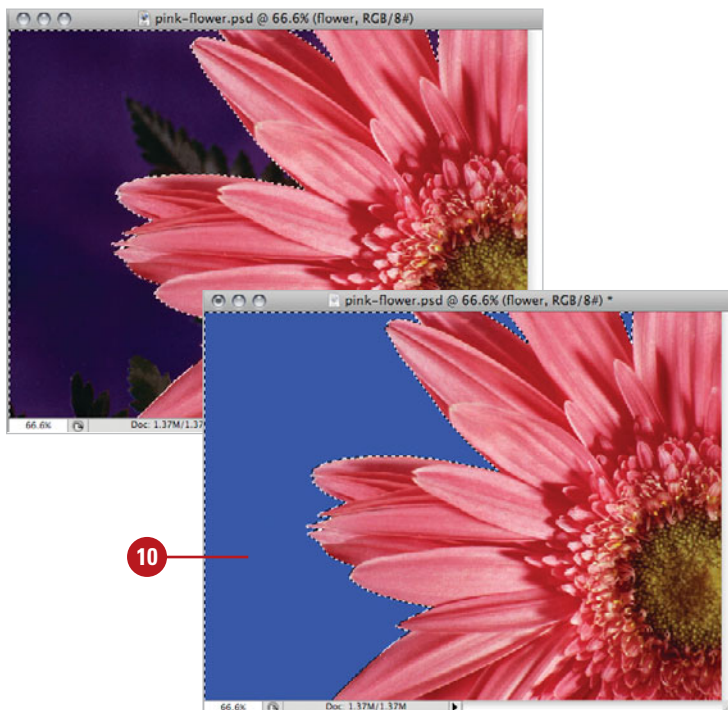 pink-flower.psd @ 66.6% (flower, RGB/8#)
66.6% Doc: 1.37M/1.37
pink-flower.psd @ 66.6% (flower, RGB/8#) *
10
66.6% Doc: 1.37M/1.37M